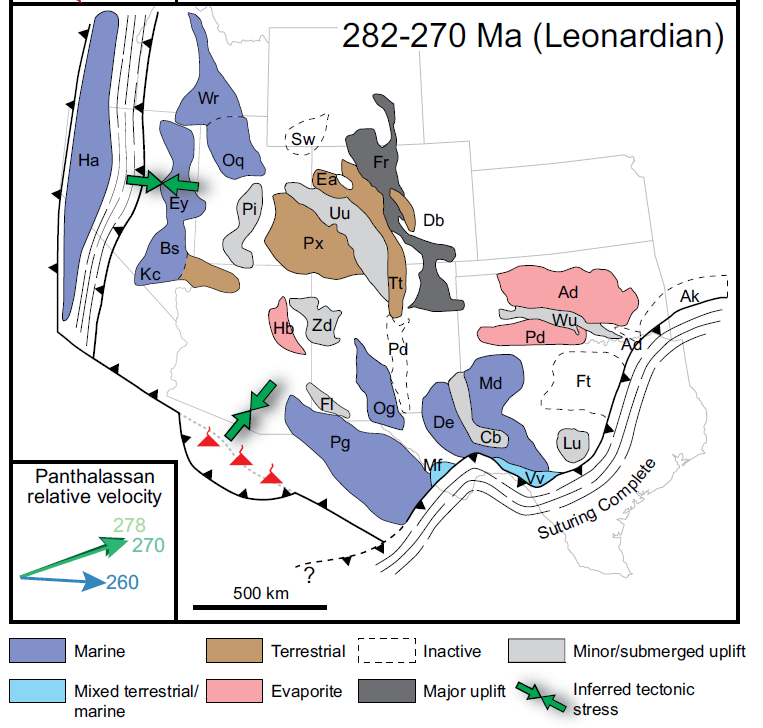 282-270 Ma (Leonardian)
Wr
Sw
Ha
Oq
Fr
Ea
Ey
Pi
Uu
Db
Px
Bs
Kc
Tt
Ad
Ak
Wu
Hb
Zd
Pd
Ad
Pd
Md
Ft
Fl
Og
De
Cb
Lu
Pg
Mf
Vv
Suturing Complete
Panthalassan
relative velocity
278
270
260
?
500 km
Marine
Terrestrial
Inactive
Minor/submerged uplift
Mixed terrestrial/
marine
Evaporite
Major uplift
Inferred tectonic
stress